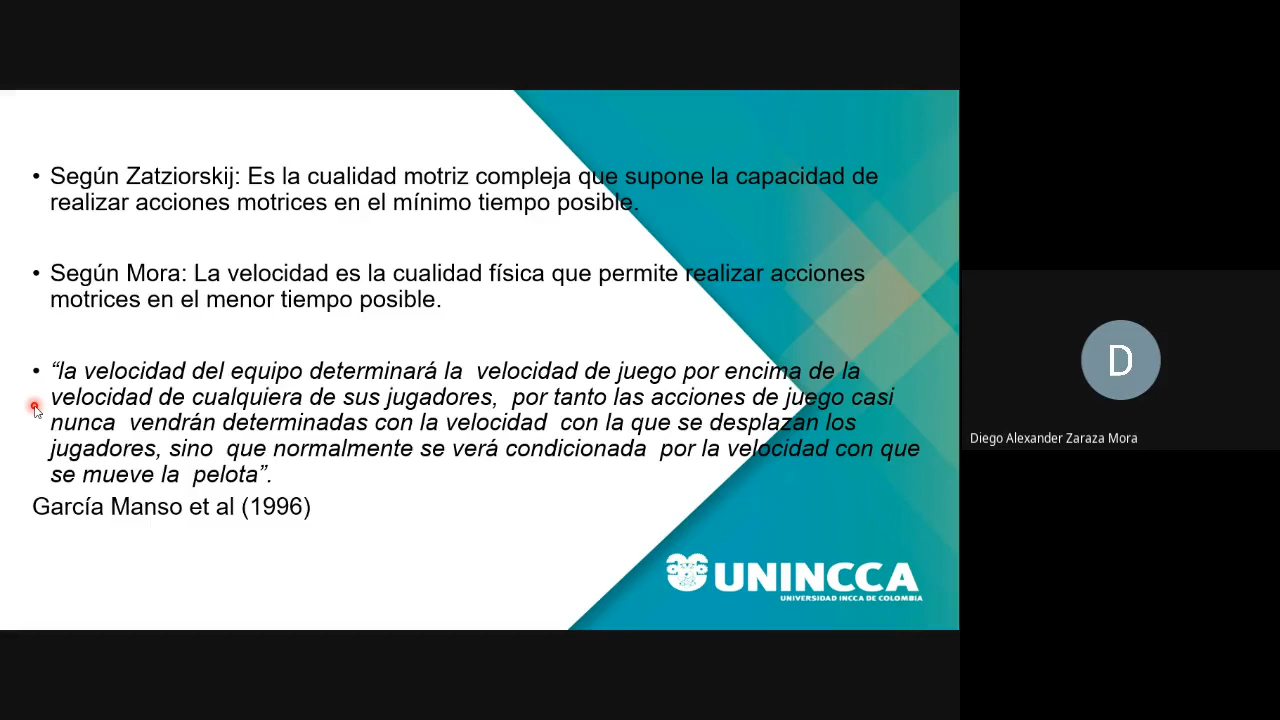 • Según Zatziorskij: Es la cualidad motriz compleja que supone la capacidad de
realizar acciones motrices en el mínimo tiempo posible.
• Según Mora: La velocidad es la cualidad física que permite realizar acciones
motrices en el menor tiempo posible.
• “la velocidad del equipo determinará la  velocidad de juego por encima de la
velocidad de cualquiera de sus jugadores,  por tanto las acciones de juego casi
nunca  vendrán determinadas con la velocidad  con la que se desplazan los
jugadores, sino  que normalmente se verá condicionada  por la velocidad con que
se mueve la  pelota”.
García Manso et al (1996)
UNINCCA
UNIVERSIDAD INCCA DE COLOMBIA
D
Diego Alexander Zaraza Mora